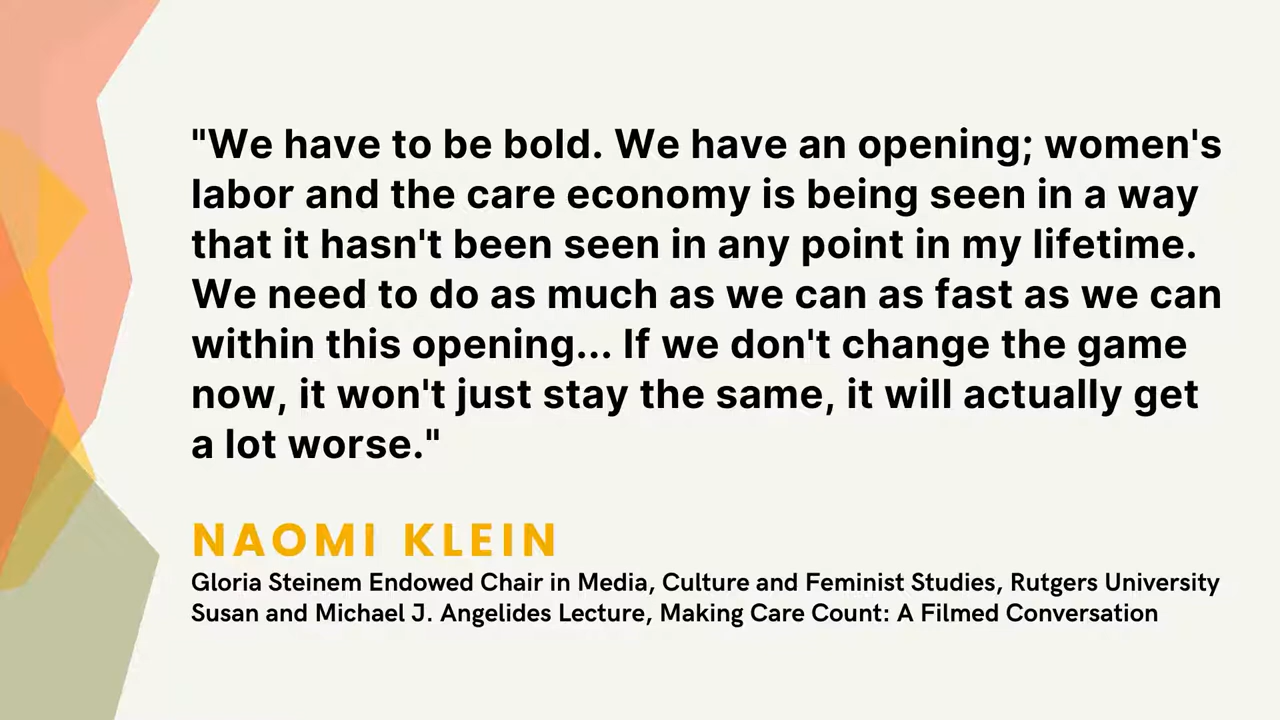 "We have to be bold. We have an opening; women's
labor and the care economy is being seen in a way
that it hasn't been seen in any point in my lifetime.
We need to do as much as we can as fast as we can
within this opening... If we don't change the game
now, it won't just stay the same, it will actually get
a lot worse."
NAOMI KLEIN
Gloria Steinem Endowed Chair in Media, Culture and Feminist Studies, Rutgers University
Susan and Michael J. Angelides Lecture, Making Care Count: A Filmed Conversation